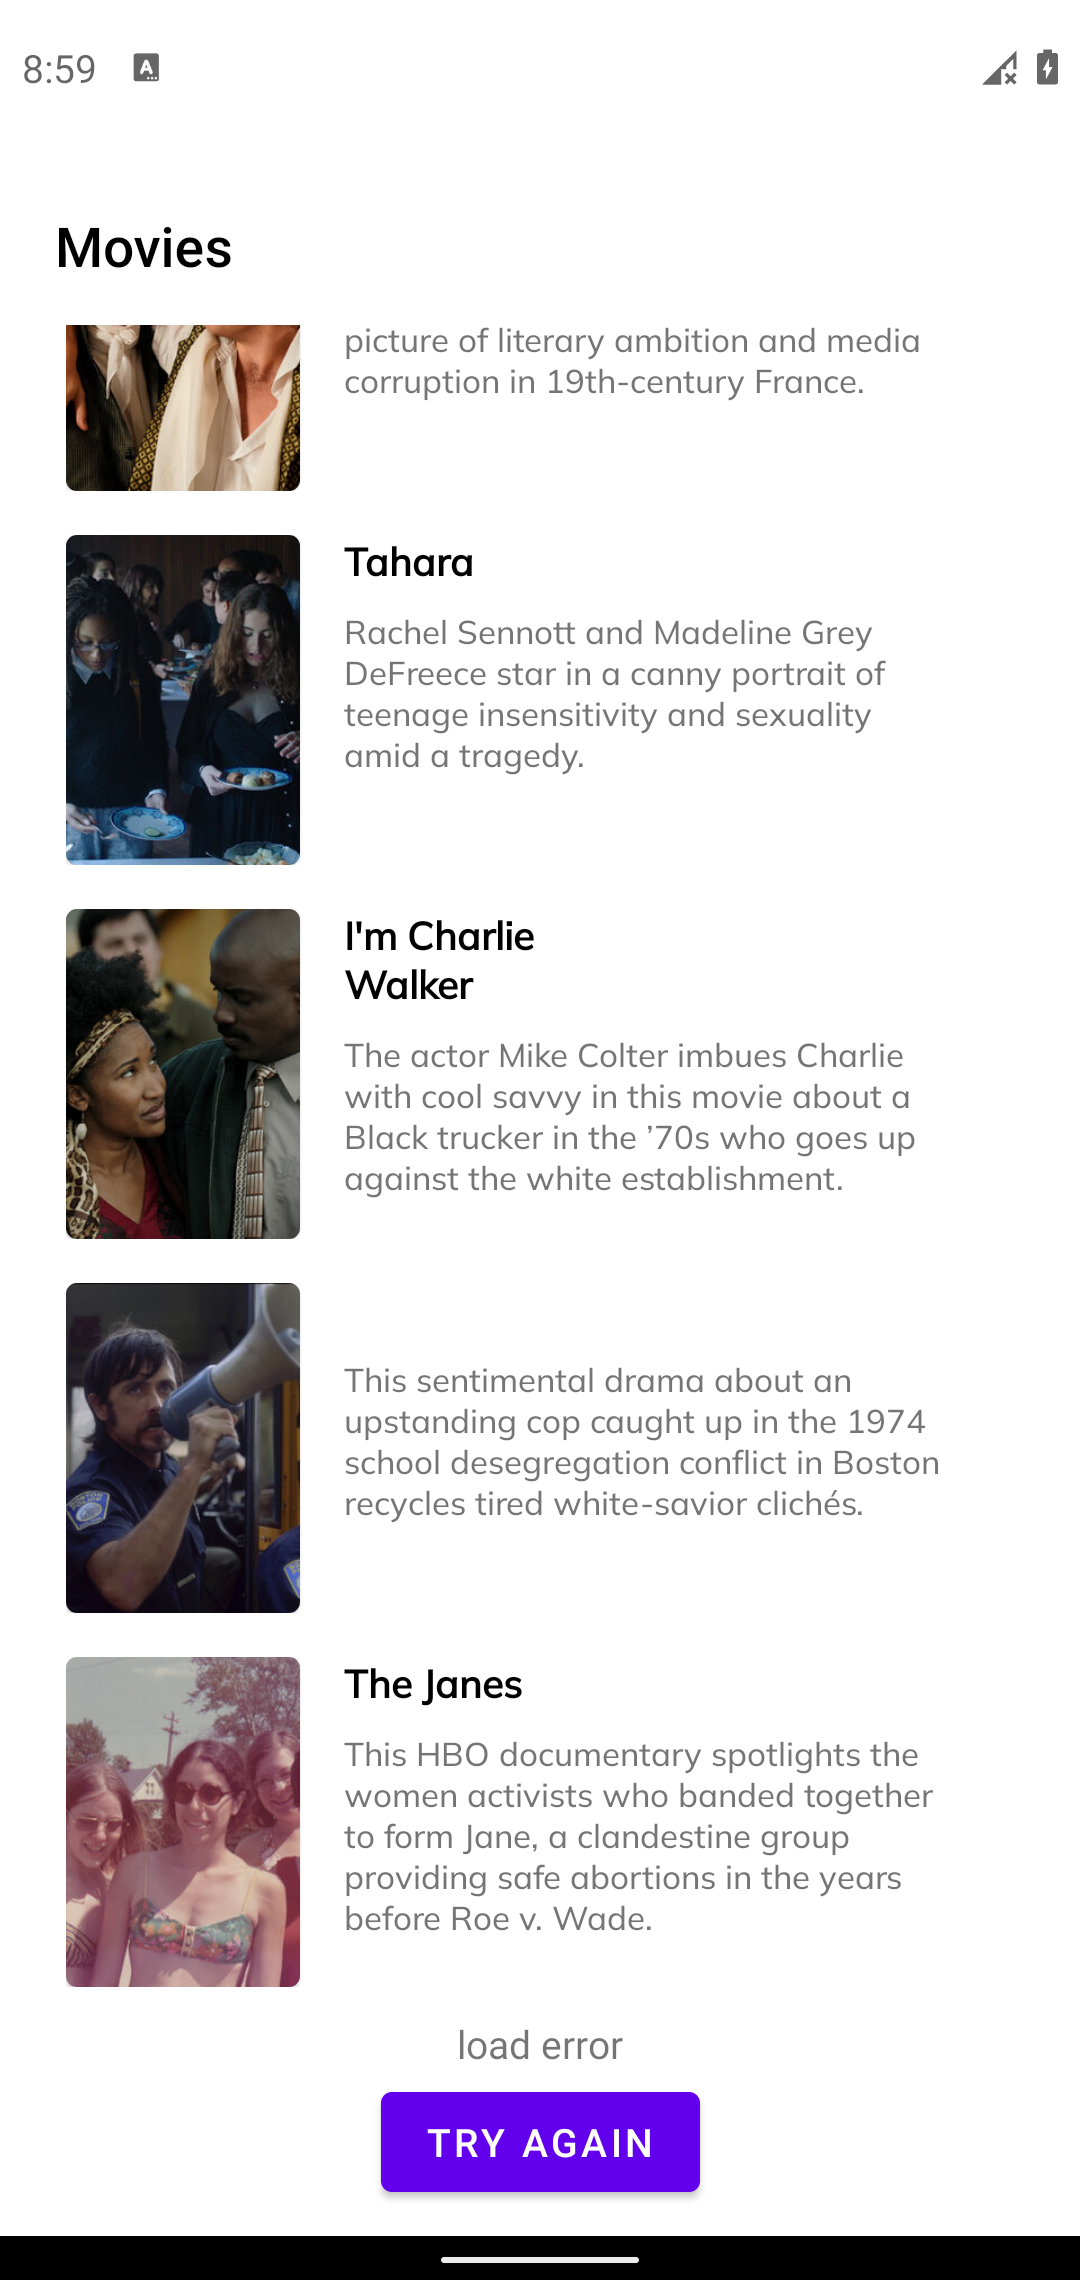 8:59
A
Movies
picture of literary ambition and media
corruption in 19th-century France.
Tahara
Rachel Sennott and Madeline Grey
DeFreece star in a canny portrait of
teenage insensitivity and sexuality
amid a tragedy.
I'm Charlie
Walker
The actor Mike Colter imbues Charlie
with cool savvy in this movie about a
Black trucker in the ’70s who goes up
against the white establishment.
This sentimental drama about an
upstanding cop caught up in the 1974
school desegregation conflict in Boston
recycles tired white-savior clichés.
The Janes
This HBO documentary spotlights the
women activists who banded together
to form Jane, a clandestine group
providing safe abortions in the years
before Roe v. Wade.
load error
TRY AGAIN